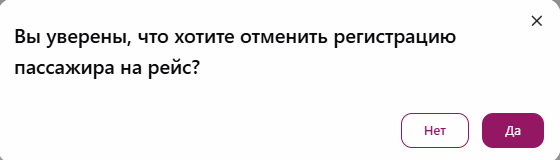 Вы уверены, что хотите отменить регистрацию
пассажира на рейс?
Нет
Да